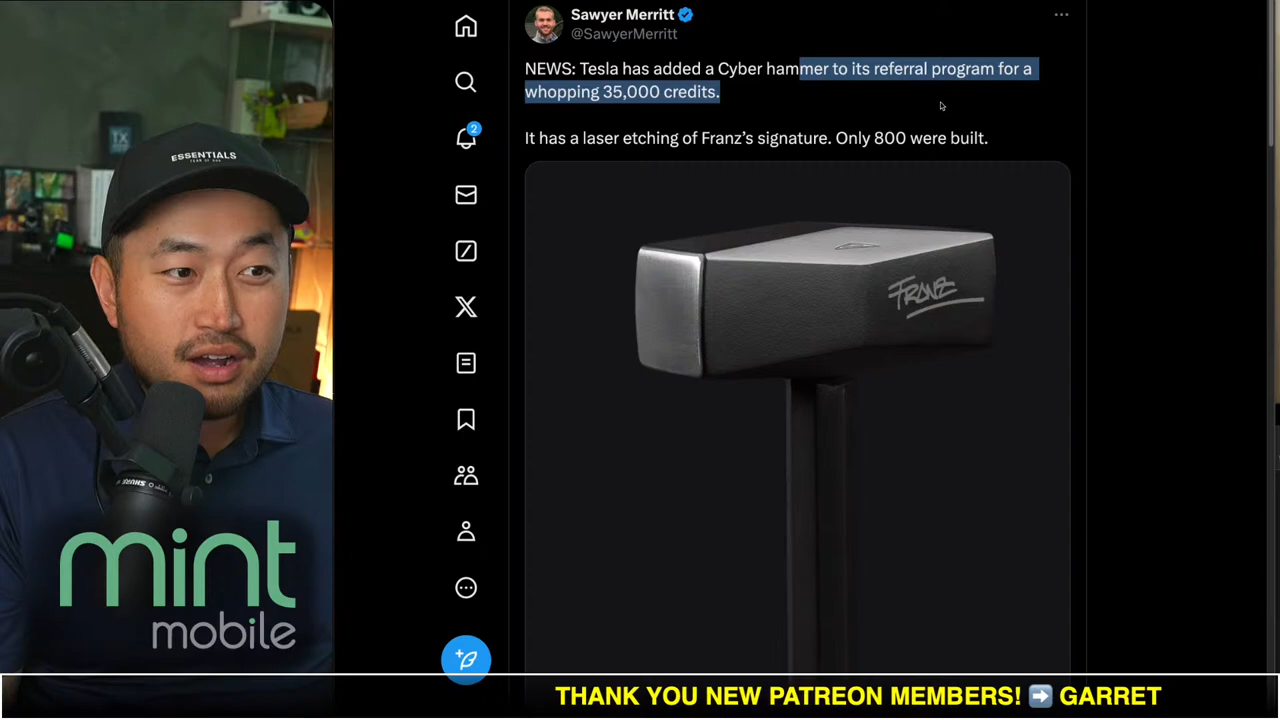 Sawyer Merritt
@SawyerMerritt
NEWS: Tesla has added a Cyber hammer to its referral program for a
whopping 35,000 credits.
It has a laser etching of Franz's signature. Only 800 were built.
FRANZ
2
ESSENTIALS
SHURE
mint
mobile
THANK YOU NEW PATREON MEMBERS! ➡️ GARRET